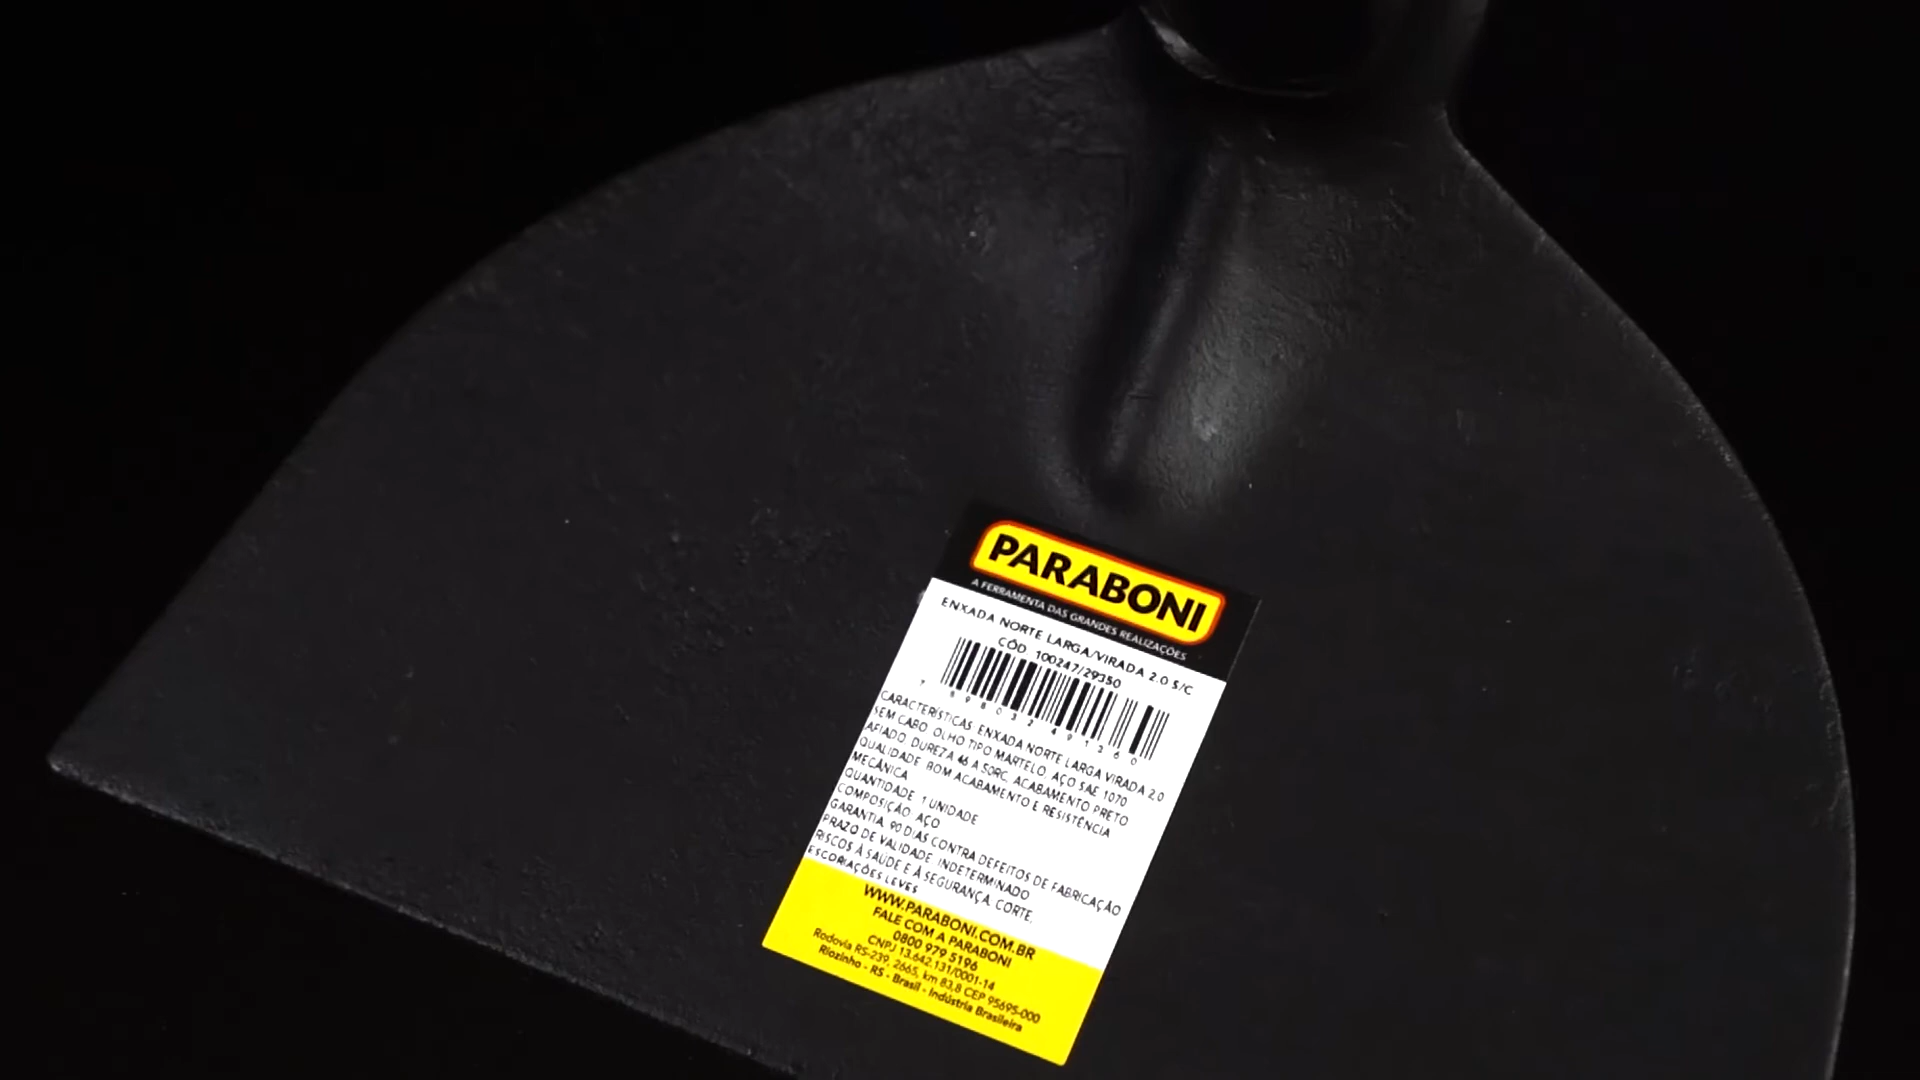 PARABONI
A FERRAMENTA DAS GRANDES REALIZAÇÕES
ENXADA NORTE LARGA/VIRADA 2.0 S/C
CÓD 100247/29350
7 898032 491260
CARACTERÍSTICAS ENXADA NORTE LARGA VIRADA 2.0
SEM CABO. OLHO TIPO MARTELO. AÇO SAE 1070
AFIADO. DUREZA 46 A 50RC. ACABAMENTO PRETO
QUALIDADE BOM ACABAMENTO E RESISTÊNCIA
MECÂNICA
QUANTIDADE 1 UNIDADE
COMPOSIÇÃO AÇO
GARANTIA 90 DIAS CONTRA DEFEITOS DE FABRICAÇÃO
PRAZO DE VALIDADE INDETERMINADO
RISCOS À SAÚDE E À SEGURANÇA. CORTE,
ESCORIAÇÕES LEVES
WWW.PARABONI.COM.BR
FALE COM A PARABONI
0800 979 5196
CNPJ 13.642.131/0001-14
Rodovia RS-239, 2665, km 83,8 CEP 95695-000
Riozinho - RS - Brasil - Indústria Brasileira